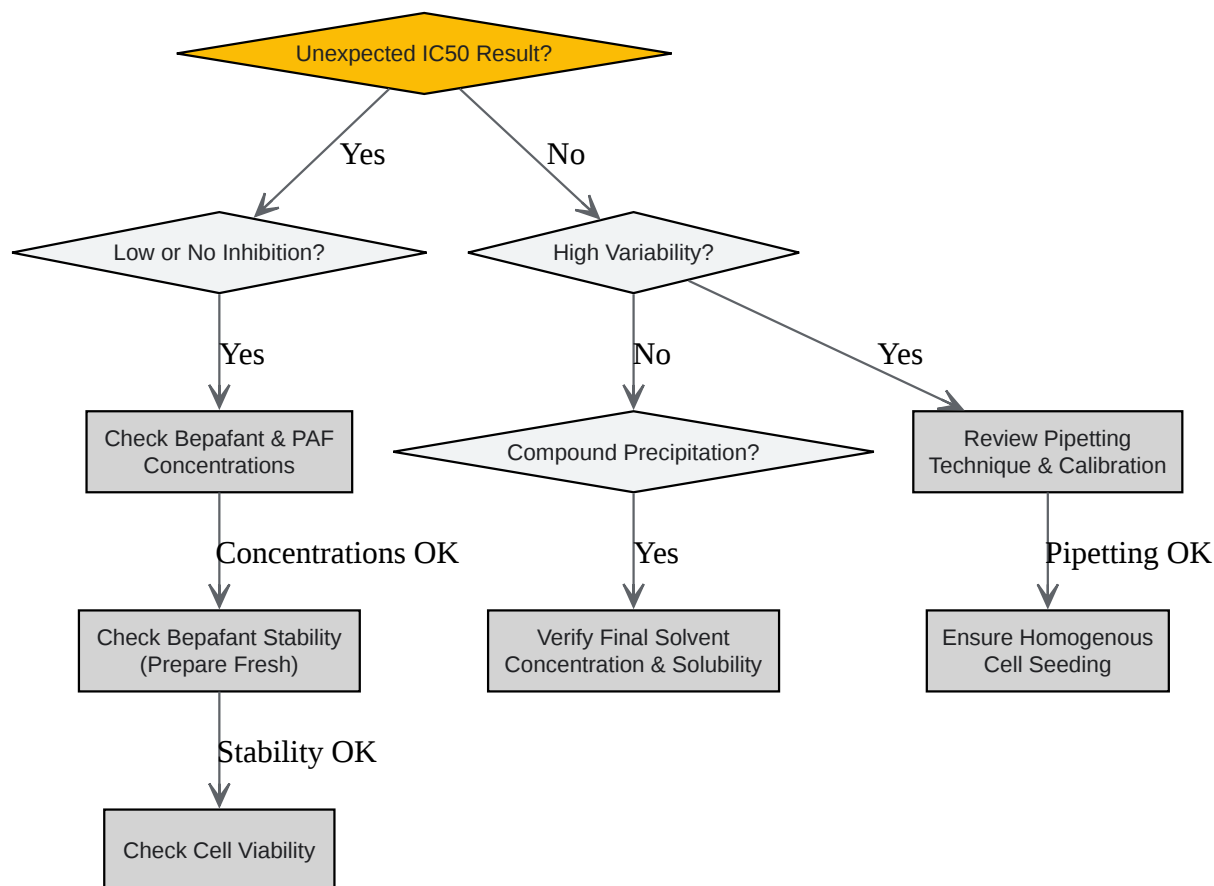 Unexpected IC50 Result?
Yes
No
Low or No Inhibition?
High Variability?
Yes
No
Yes
Check Bepafant & PAF
Concentrations
Compound Precipitation?
Review Pipetting
Technique & Calibration
Concentrations OK
Yes
Pipetting OK
Check Bepafant Stability
(Prepare Fresh)
Verify Final Solvent
Concentration & Solubility
Ensure Homogenous
Cell Seeding
Stability OK
Check Cell Viability